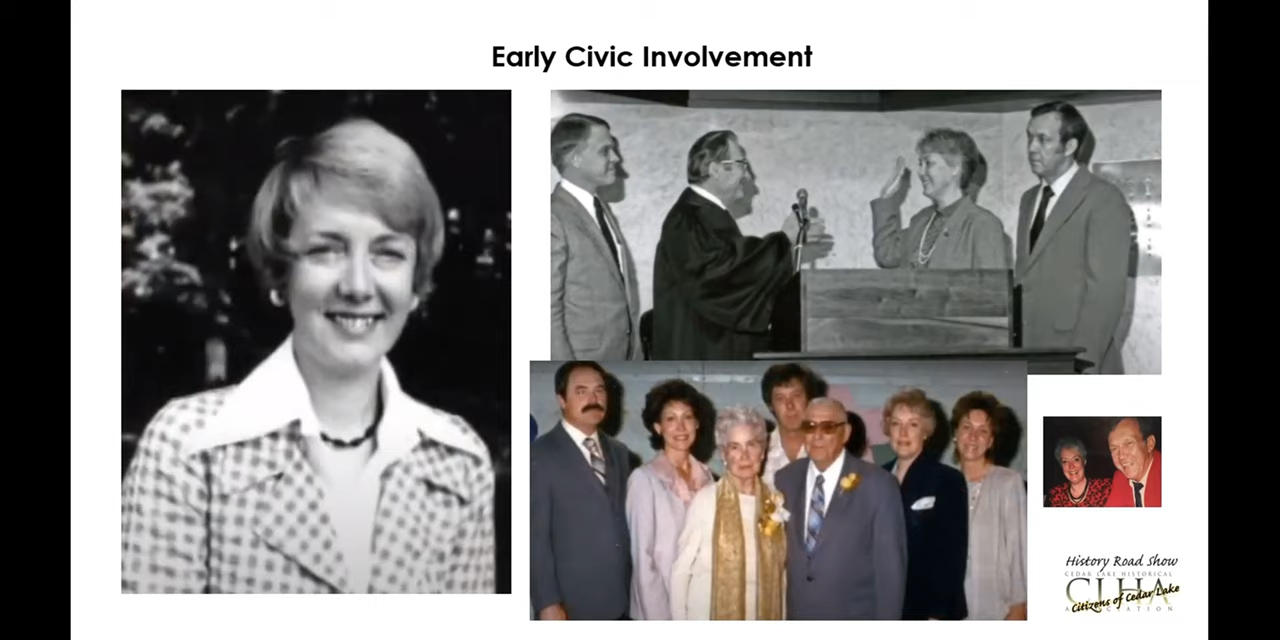 Early Civic Involvement
History Road Show
CEDAR LAKE HISTORICAL
CLHA
Citizens of Cedar Lake
ASSOCIATION